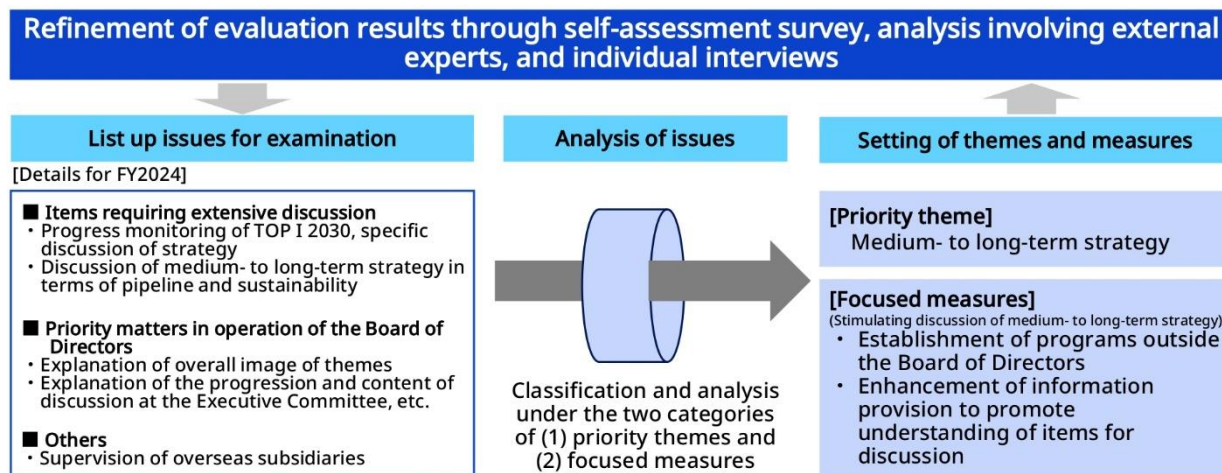 Refinement of evaluation results through self-assessment survey, analysis involving external
experts, and individual interviews
List up issues for examination
[Details for FY2024]
■ Items requiring extensive discussion
・Progress monitoring of TOP I 2030, specific
discussion of strategy
・Discussion of medium- to long-term strategy in
terms of pipeline and sustainability
■ Priority matters in operation of the Board of
Directors
・Explanation of overall image of themes
・Explanation of the progression and content of
discussion at the Executive Committee, etc.
■ Others
・Supervision of overseas subsidiaries
Analysis of issues
Classification and analysis
under the two categories
of (1) priority themes and
(2) focused measures
Setting of themes and measures
[Priority theme]
Medium- to long-term strategy
[Focused measures]
(Stimulating discussion of medium- to long-term strategy)
・Establishment of programs outside
the Board of Directors
・Enhancement of information
provision to promote
understanding of items for
discussion